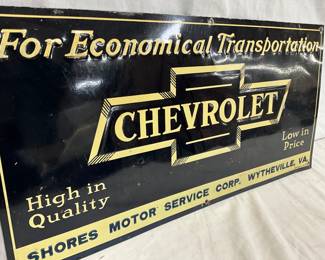 For Economical Transportation
CHEVROLET
High in
Quality
Low in
Price
SHORES MOTOR SERVICE CORP. WYTHEVILLE, VA.